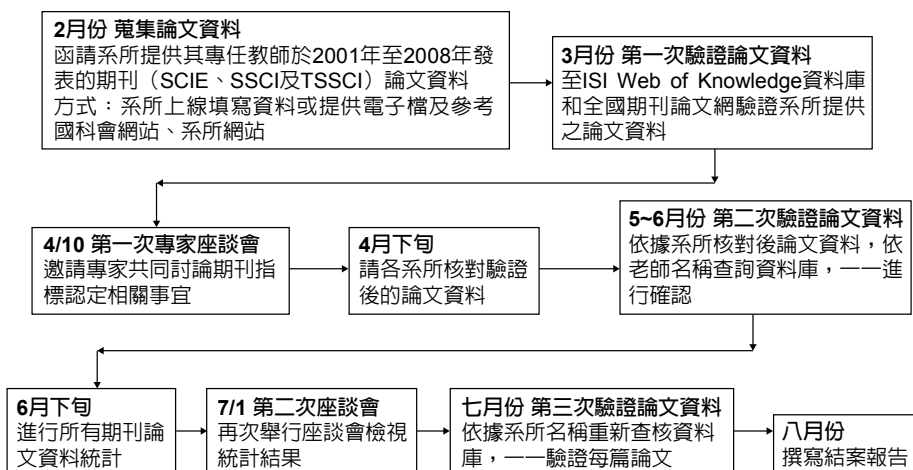 2月份 蒐集論文資料
函請系所提供其專任教師於2001年至2008年發
表的期刊（SCIE、SSCI及TSSCI）論文資料
方式：系所上線填寫資料或提供電子檔及參考
國科會網站、系所網站
3月份 第一次驗證論文資料
至ISI Web of Knowledge資料庫
和全國期刊論文網驗證系所提供
之論文資料
4/10 第一次專家座談會
邀請專家共同討論期刊指
標認定相關事宜
4月下旬
請各系所核對驗證
後的論文資料
5~6月份 第二次驗證論文資料
依據系所核對後論文資料，依
老師名稱查詢資料庫，一一進
行確認
6月下旬
進行所有期刊論
文資料統計
7/1 第二次座談會
再次舉行座談會檢視
統計結果
七月份 第三次驗證論文資料
依據系所名稱重新查核資料
庫，一一驗證每篇論文
八月份
撰寫結案報告